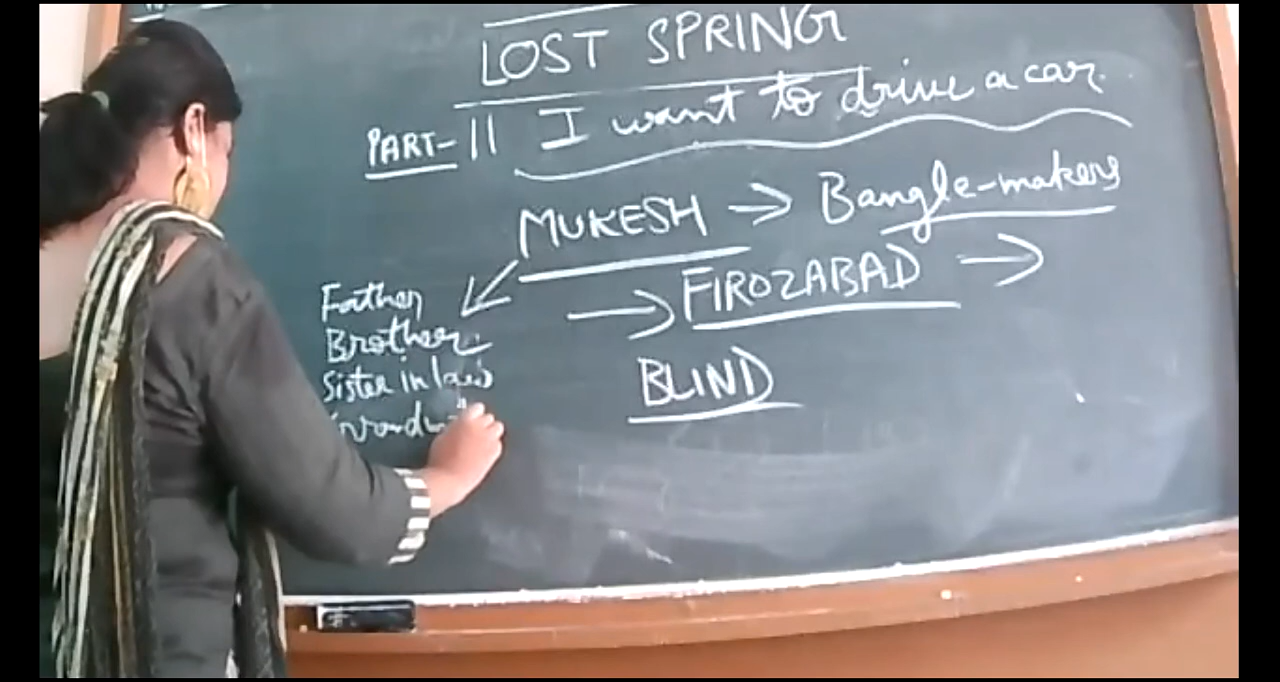 LOST SPRING
PART-II I want to drive a car.
MUKESH → Bangle-makers
→ FIROZABAD →
BLIND
Father
Brother
Sister in law